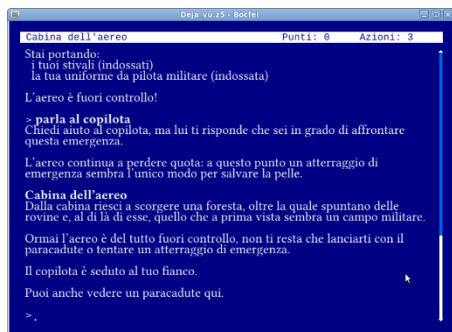 Deja vu.z5 - Bocfel
Cabina dell'aereo Punti: 0 Azioni: 3
Stai portando:
i tuoi stivali (indossati)
la tua uniforme da pilota militare (indossata)
L'aereo è fuori controllo!
> parla al copilota
Chiedi aiuto al copilota, ma lui ti risponde che sei in grado di affrontare
questa emergenza.
L'aereo continua a perdere quota: a questo punto un atterraggio di
emergenza sembra l'unico modo per salvare la pelle.
Cabina dell'aereo
Dalla cabina riesci a scorgere una foresta, oltre la quale spuntano delle
rovine e, al di là di esse, quello che a prima vista sembra un campo militare.
Ormai l'aereo è del tutto fuori controllo, non ti resta che lanciarti con il
paracadute o tentare un atterraggio di emergenza.
Il copilota è seduto al tuo fianco.
Puoi anche vedere un paracadute qui.
>.